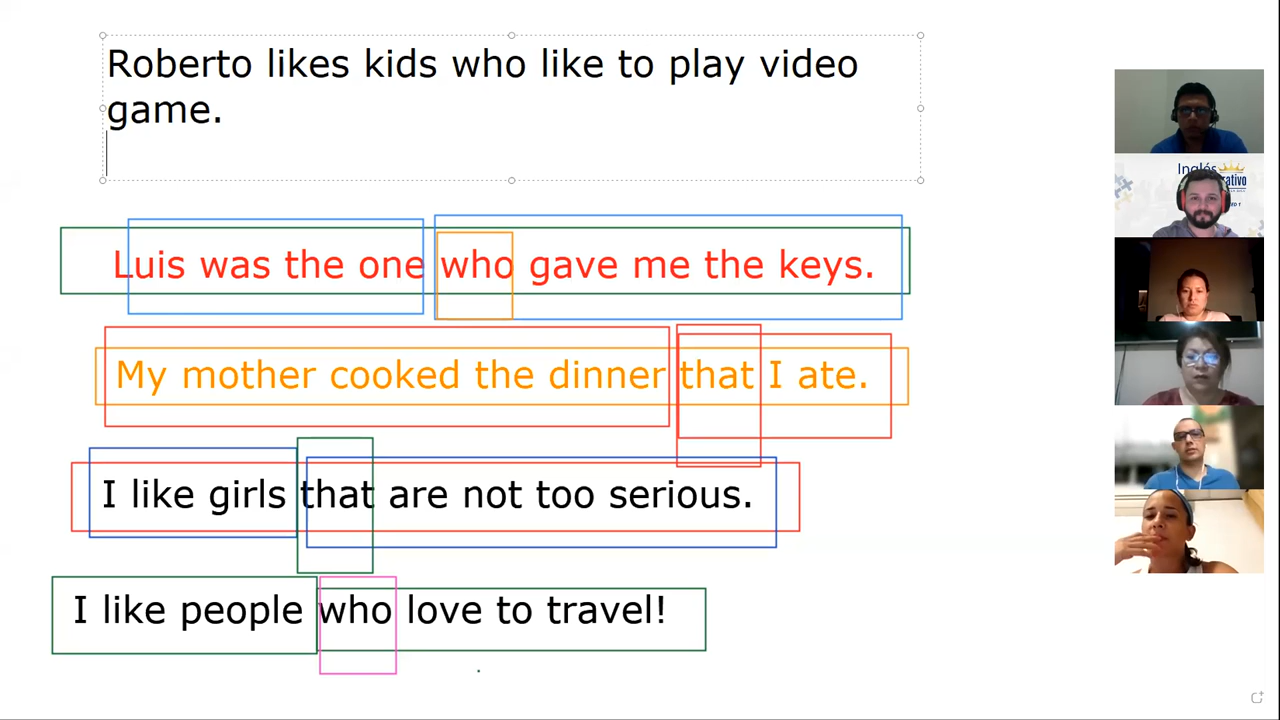 Roberto likes kids who like to play video
game.
Luis was the one who gave me the keys.
My mother cooked the dinner that I ate.
I like girls that are not too serious.
I like people who love to travel!
Inglés